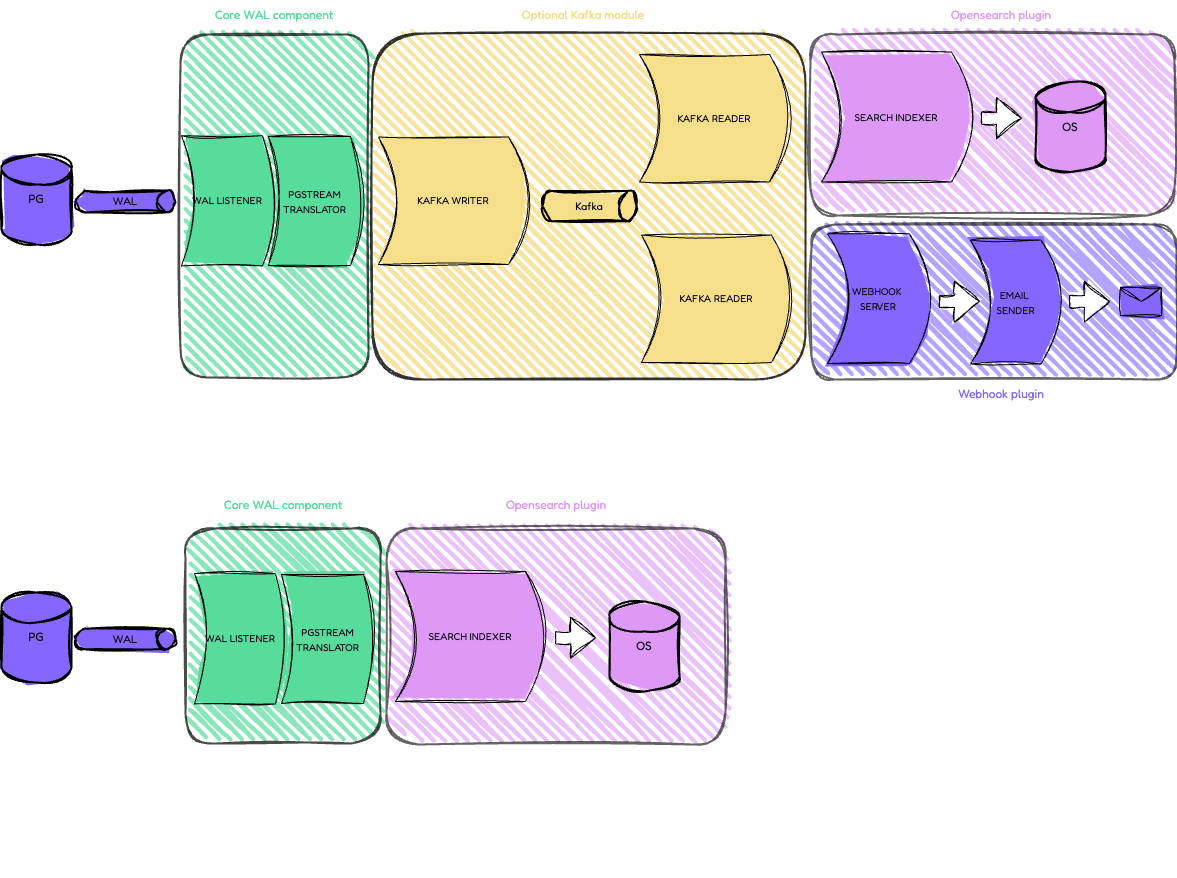 Core WAL component
Optional Kafka module
Opensearch plugin
PG
WAL
WAL LISTENER
PGSTREAM
TRANSLATOR
KAFKA WRITER
Kafka
KAFKA READER
KAFKA READER
SEARCH INDEXER
OS
WEBHOOK
SERVER
EMAIL
SENDER
Webhook plugin
Core WAL component
Opensearch plugin
PG
WAL
WAL LISTENER
PGSTREAM
TRANSLATOR
SEARCH INDEXER
OS